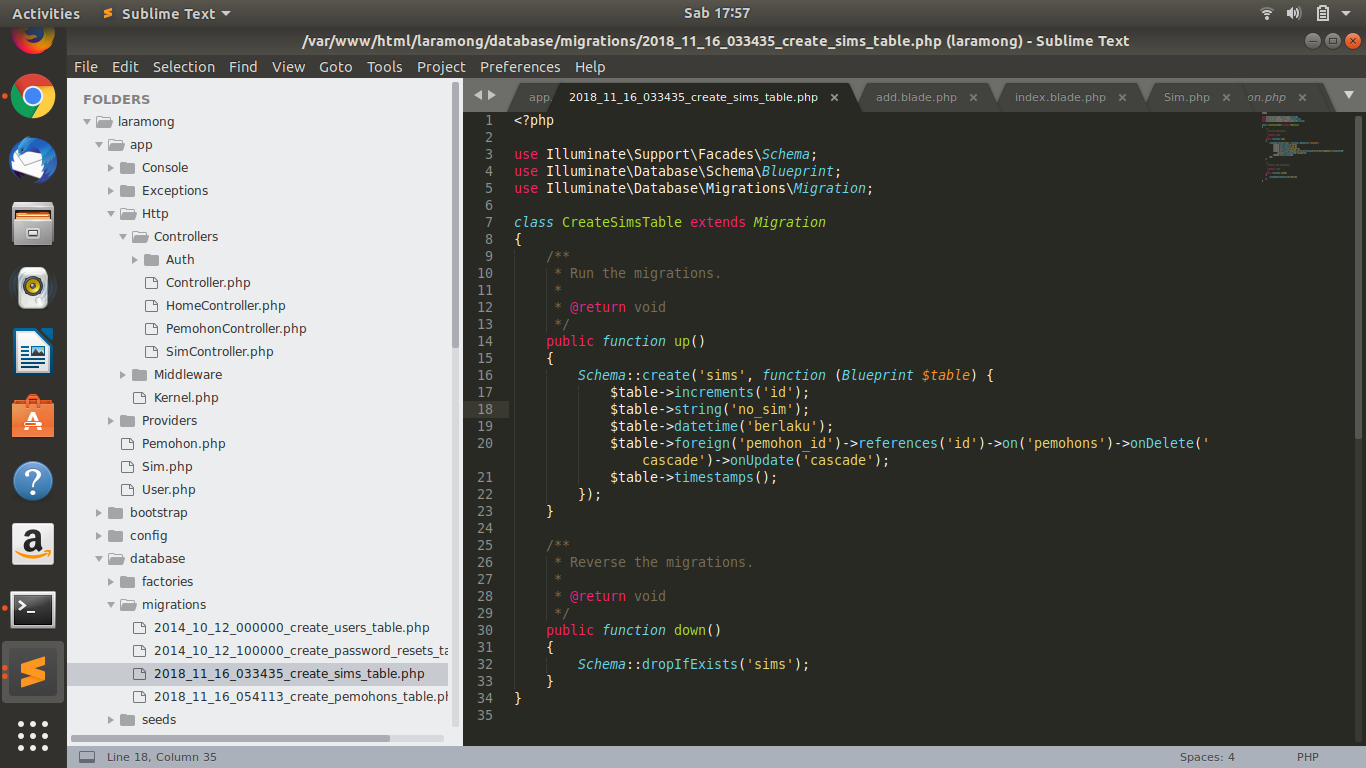 Activities Sublime Text Sab 17:57
/var/www/html/laramong/database/migrations/2018_11_16_033435_create_sims_table.php (laramong) - Sublime Text
File Edit Selection Find View Goto Tools Project Preferences Help
FOLDERS
laramong
app
Console
Exceptions
Http
Controllers
Auth
Controller.php
HomeController.php
PemohonController.php
SimController.php
Middleware
Kernel.php
Providers
Pemohon.php
Sim.php
User.php
bootstrap
config
database
factories
migrations
2014_10_12_000000_create_users_table.php
2014_10_12_100000_create_password_resets_ta
2018_11_16_033435_create_sims_table.php
2018_11_16_054113_create_pemohons_table.ph
seeds
app. 2018_11_16_033435_create_sims_table.php × add.blade.php × index.blade.php × Sim.php × on.php ×
1 <?php
2
3 use Illuminate\Support\Facades\Schema;
4 use Illuminate\Database\Schema\Blueprint;
5 use Illuminate\Database\Migrations\Migration;
6
7 class CreateSimsTable extends Migration
8 {
9 /**
10 * Run the migrations.
11 *
12 * @return void
13 */
14 public function up()
15 {
16 Schema::create('sims', function (Blueprint $table) {
17 $table->increments('id');
18 $table->string('no_sim');
19 $table->datetime('berlaku');
20 $table->foreign('pemohon_id')->references('id')->on('pemohons')->onDelete('
cascade')->onUpdate('cascade');
21 $table->timestamps();
22 });
23 }
24
25 /**
26 * Reverse the migrations.
27 *
28 * @return void
29 */
30 public function down()
31 {
32 Schema::dropIfExists('sims');
33 }
34 }
35
Line 18, Column 35 Spaces: 4 PHP